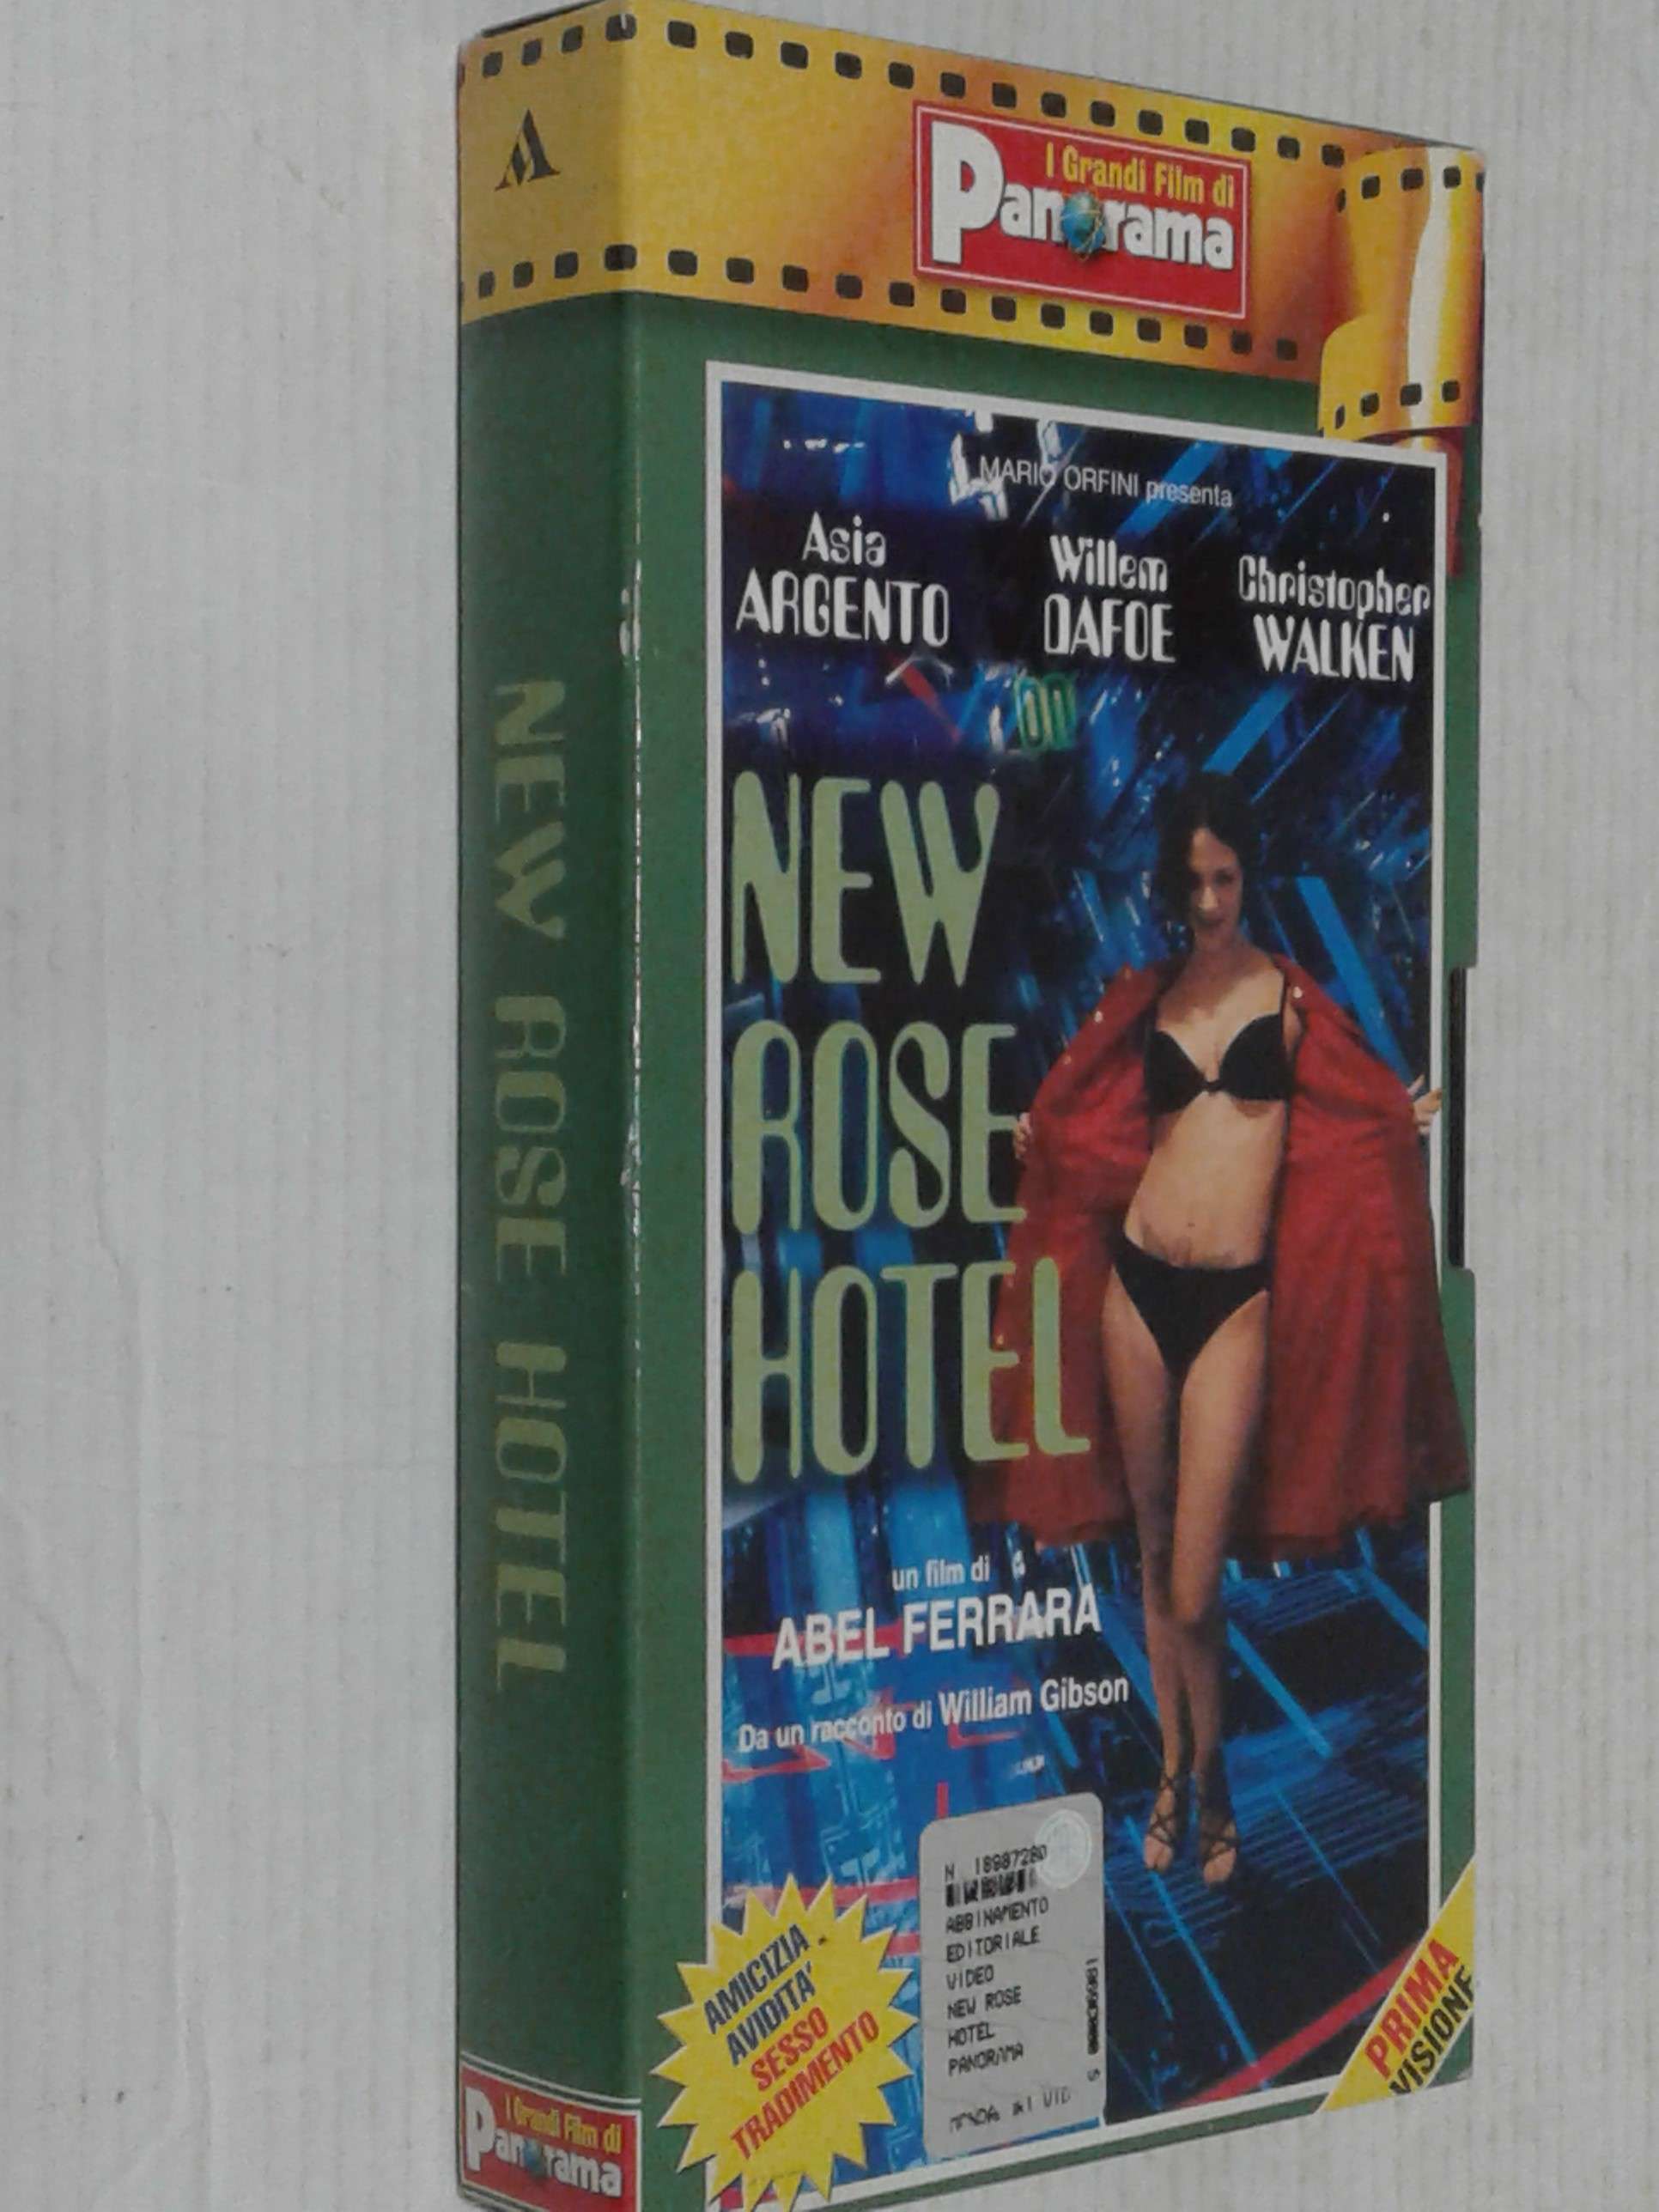 I Grandi Film di
Panorama
MARIO ORFINI presenta
Asia
ARGENTO
Willem
DAFOE
Christopher
WALKEN
in
NEW
ROSE
HOTEL
un film di
ABEL FERRARA
Da un racconto di William Gibson
N 18987280
ABBINAMENTO
EDITORIALE
VIDEO
NEW ROSE
HOTEL
PANORAMA
AMICIZIA
AVIDITA'
SESSO
TRADIMENTO
PRIMA
VISIONE
NEW ROSE HOTEL
I Grandi Film di
Panorama